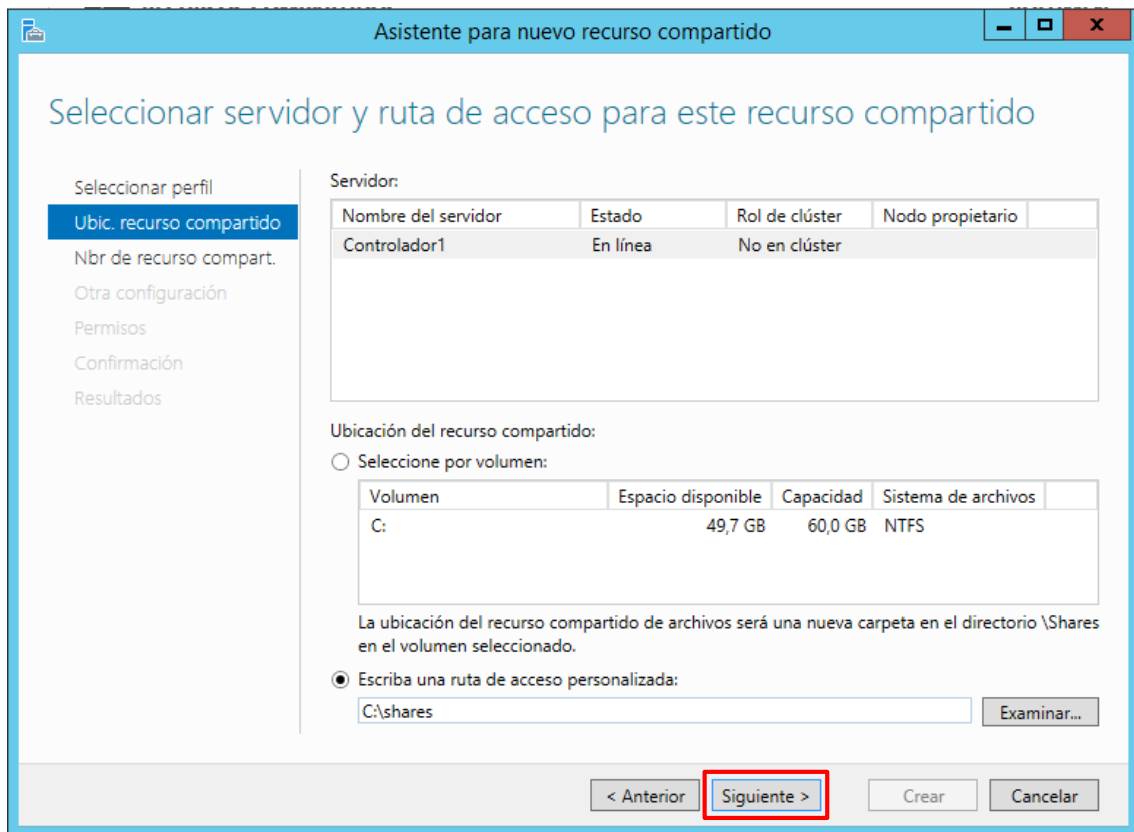 Asistente para nuevo recurso compartido
Seleccionar servidor y ruta de acceso para este recurso compartido
Seleccionar perfil
Ubic. recurso compartido
Nbr de recurso compart.
Otra configuración
Permisos
Confirmación
Resultados
Servidor:
Nombre del servidor Estado Rol de clúster Nodo propietario
Controlador1 En línea No en clúster
Ubicación del recurso compartido:
Seleccione por volumen:
Volumen Espacio disponible Capacidad Sistema de archivos
C: 49,7 GB 60,0 GB NTFS
La ubicación del recurso compartido de archivos será una nueva carpeta en el directorio \Shares
en el volumen seleccionado.
Escriba una ruta de acceso personalizada:
C:\shares Examinar...
< Anterior Siguiente > Crear Cancelar